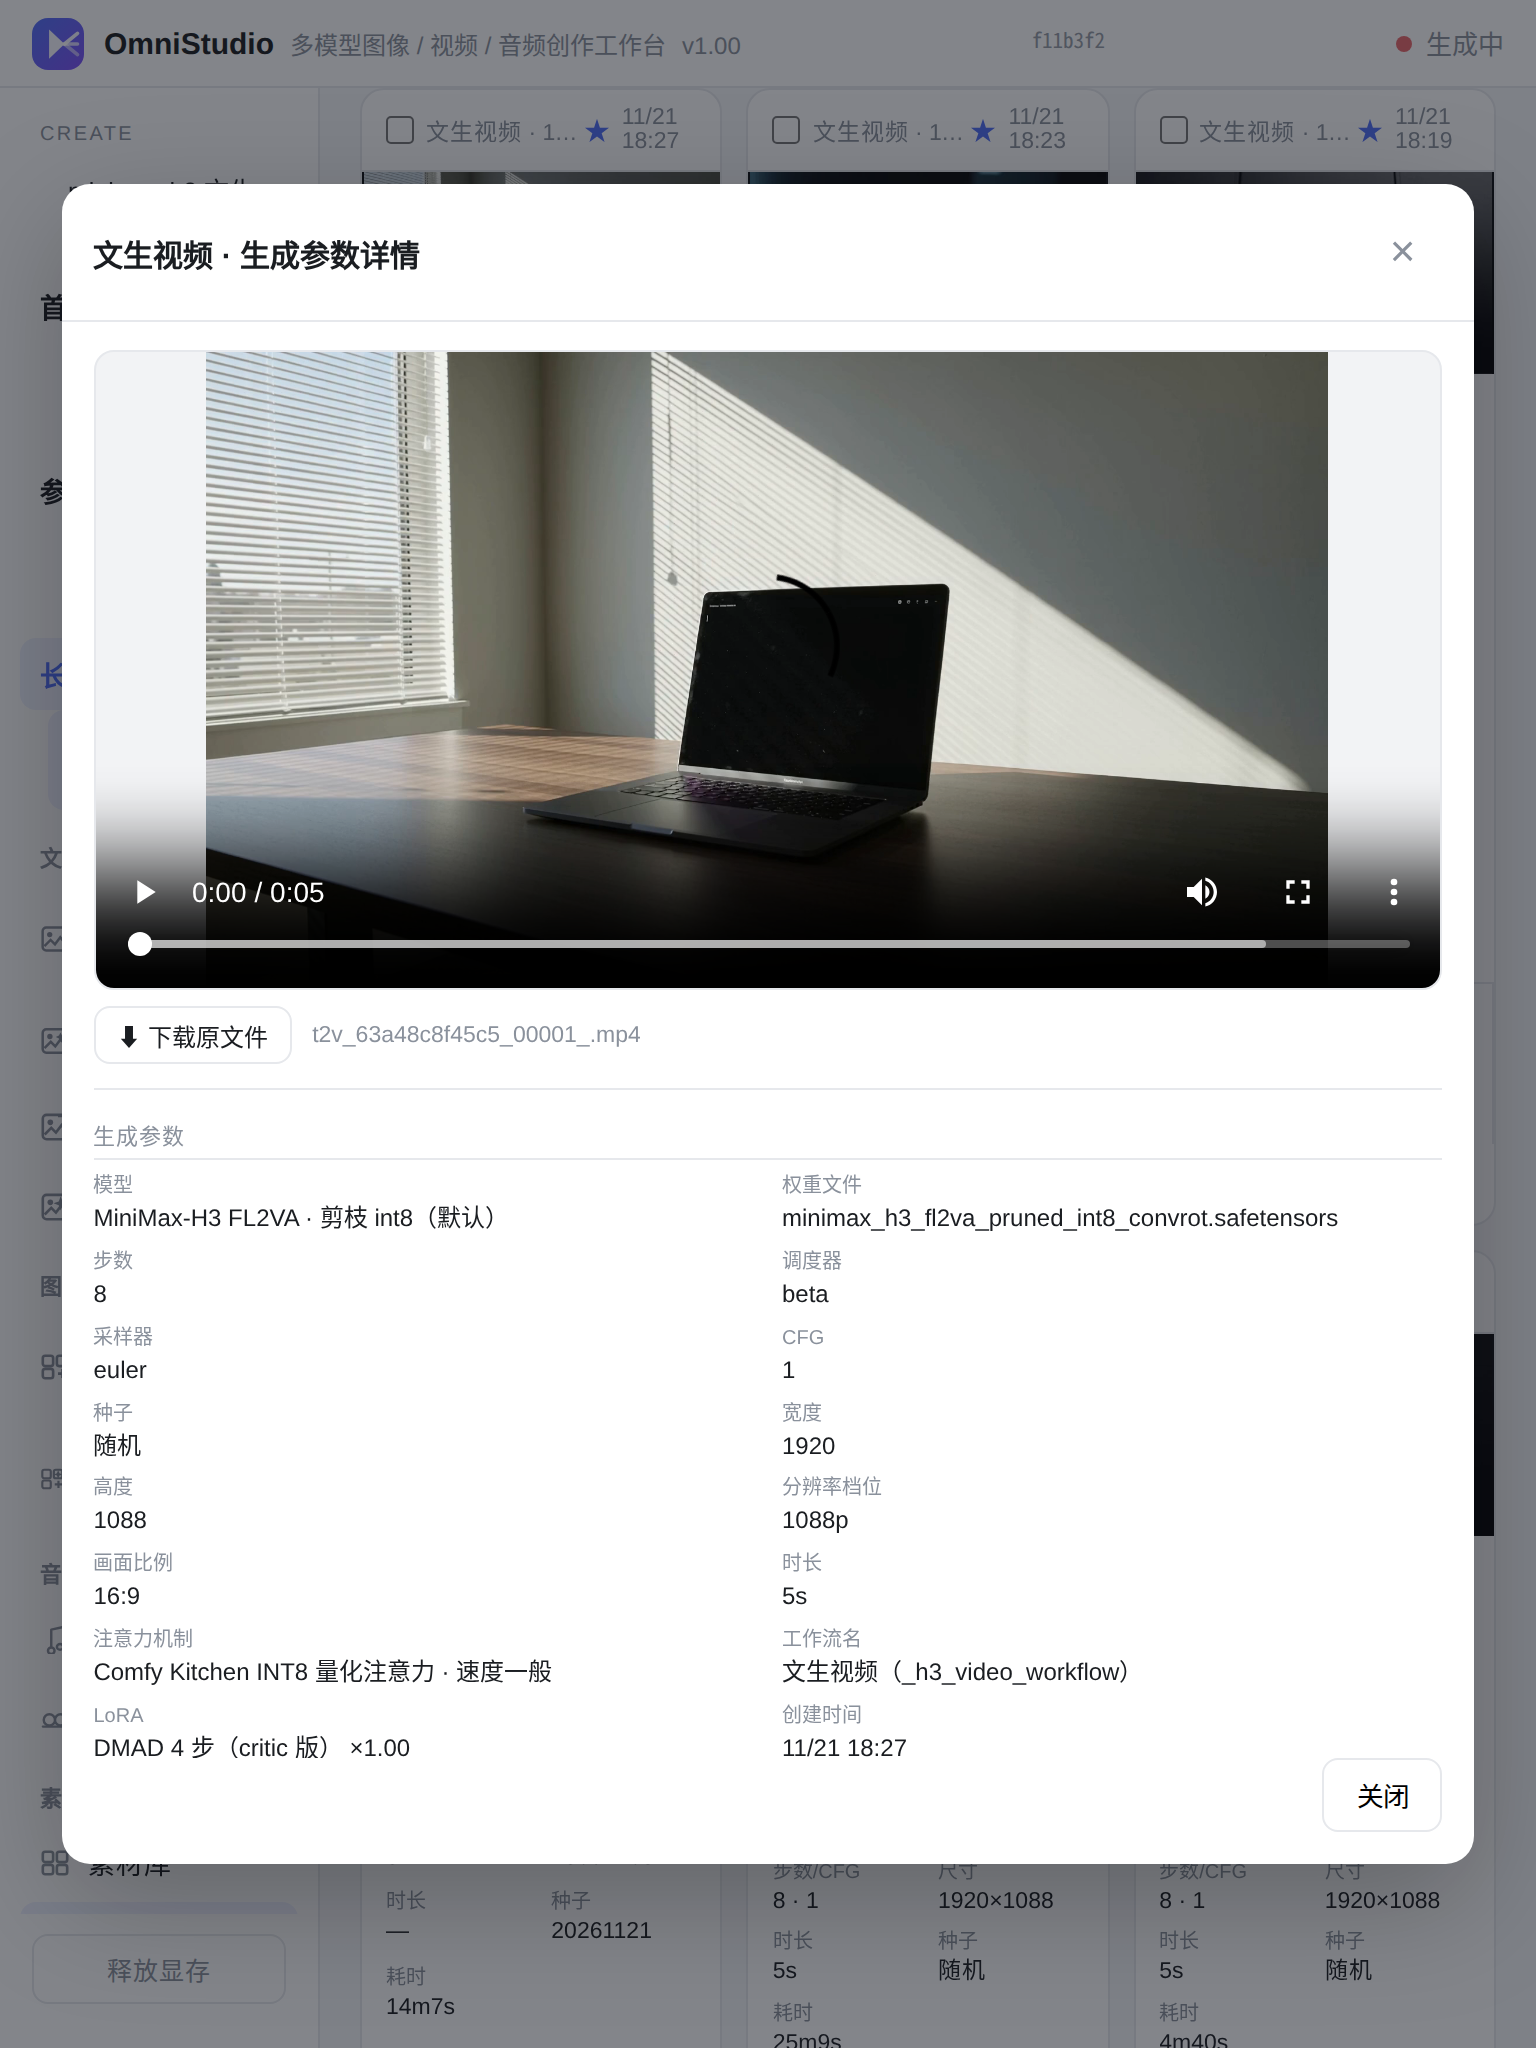 OmniStudio 多模型图像 / 视频 / 音频创作工作台 v1.00
f11b3f2
生成中
CREATE
文生视频 · 1... ★ 11/21 18:27
文生视频 · 1... ★ 11/21 18:23
文生视频 · 1... ★ 11/21 18:19
文生视频 · 生成参数详情
首
参
长
文
图
音
素
0:00 / 0:05
下载原文件
t2v_63a48c8f45c5_00001_.mp4
生成参数
模型
MiniMax-H3 FL2VA · 剪枝 int8（默认）
权重文件
minimax_h3_fl2va_pruned_int8_convrot.safetensors
步数
8
调度器
beta
采样器
euler
CFG
1
种子
随机
宽度
1920
高度
1088
分辨率档位
1088p
画面比例
16:9
时长
5s
注意力机制
Comfy Kitchen INT8 量化注意力 · 速度一般
工作流名
文生视频（_h3_video_workflow）
LoRA
DMAD 4 步（critic 版） ×1.00
创建时间
11/21 18:27
关闭
素材库
释放显存
时长
—
种子
20261121
耗时
14m7s
步数/CFG
8 · 1
尺寸
1920×1088
时长
5s
种子
随机
耗时
25m9s
步数/CFG
8 · 1
尺寸
1920×1088
时长
5s
种子
随机
耗时
4m40s